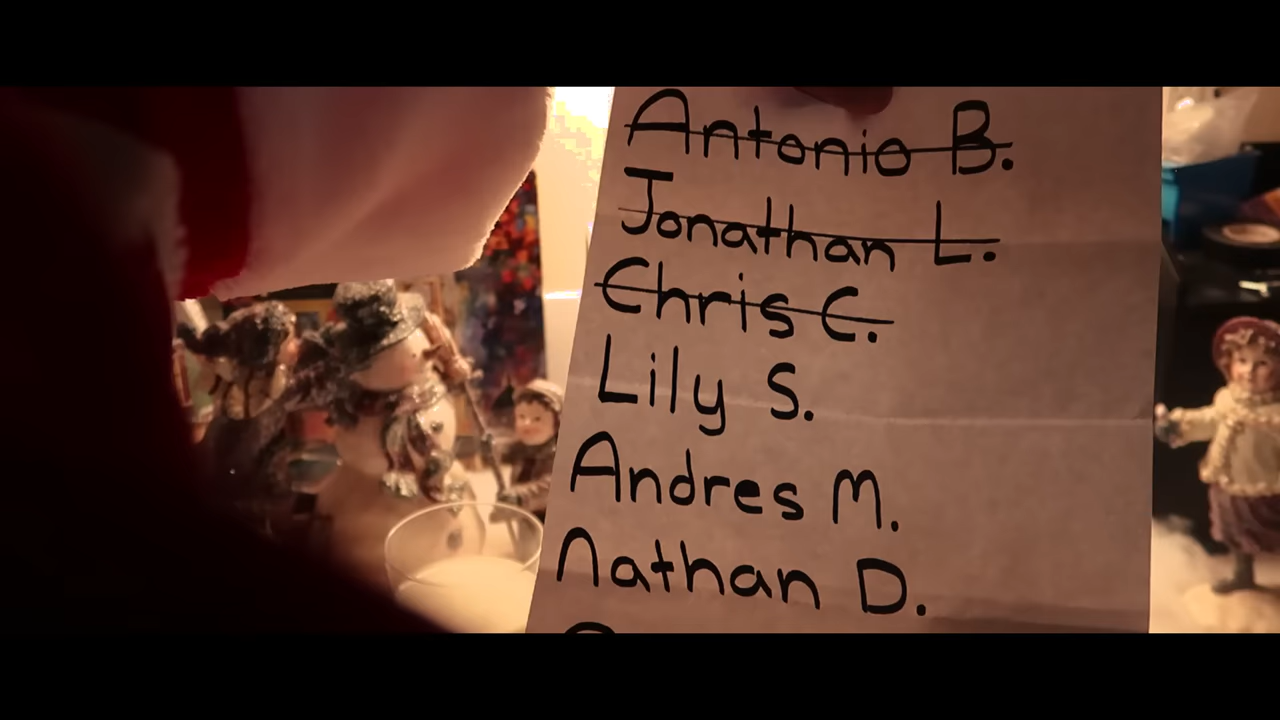 Antonio B.
Jonathan L.
Chris C.
Lily S.
Andres M.
Nathan D.